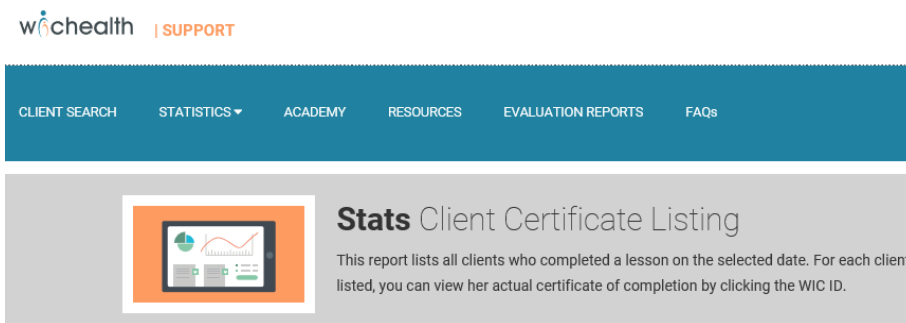 wichealth | SUPPORT
CLIENT SEARCH STATISTICS ACADEMY RESOURCES EVALUATION REPORTS FAQs
Stats Client Certificate Listing
This report lists all clients who completed a lesson on the selected date. For each client
listed, you can view her actual certificate of completion by clicking the WIC ID.